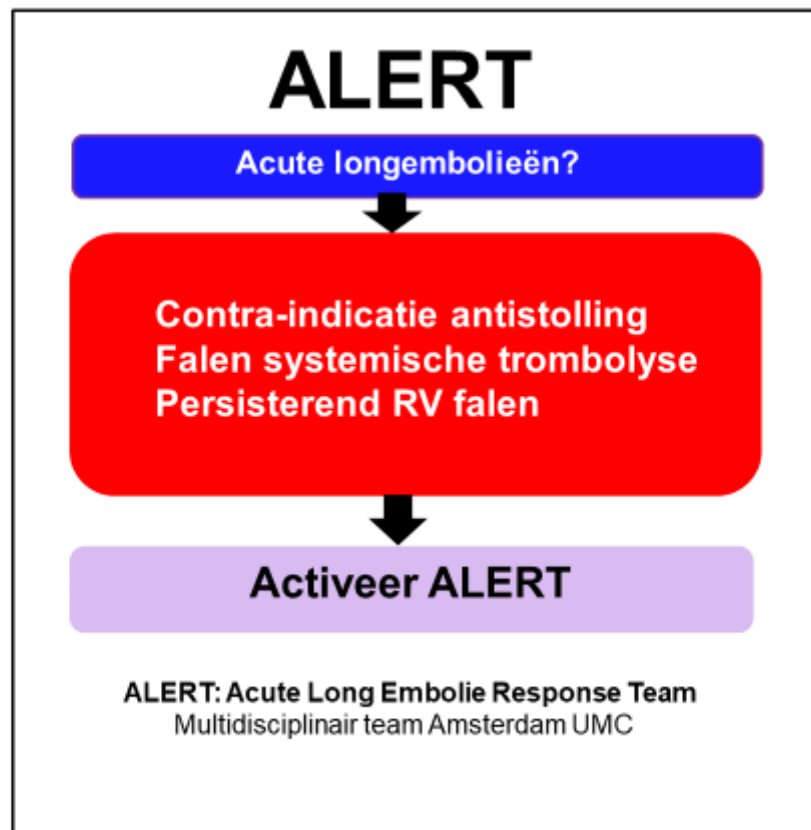 ALERT
Acute longembolieën?
Contra-indicatie antistolling
Falen systemische trombolyse
Persisterend RV falen
Activeer ALERT
ALERT: Acute Long Embolie Response Team
Multidisciplinair team Amsterdam UMC